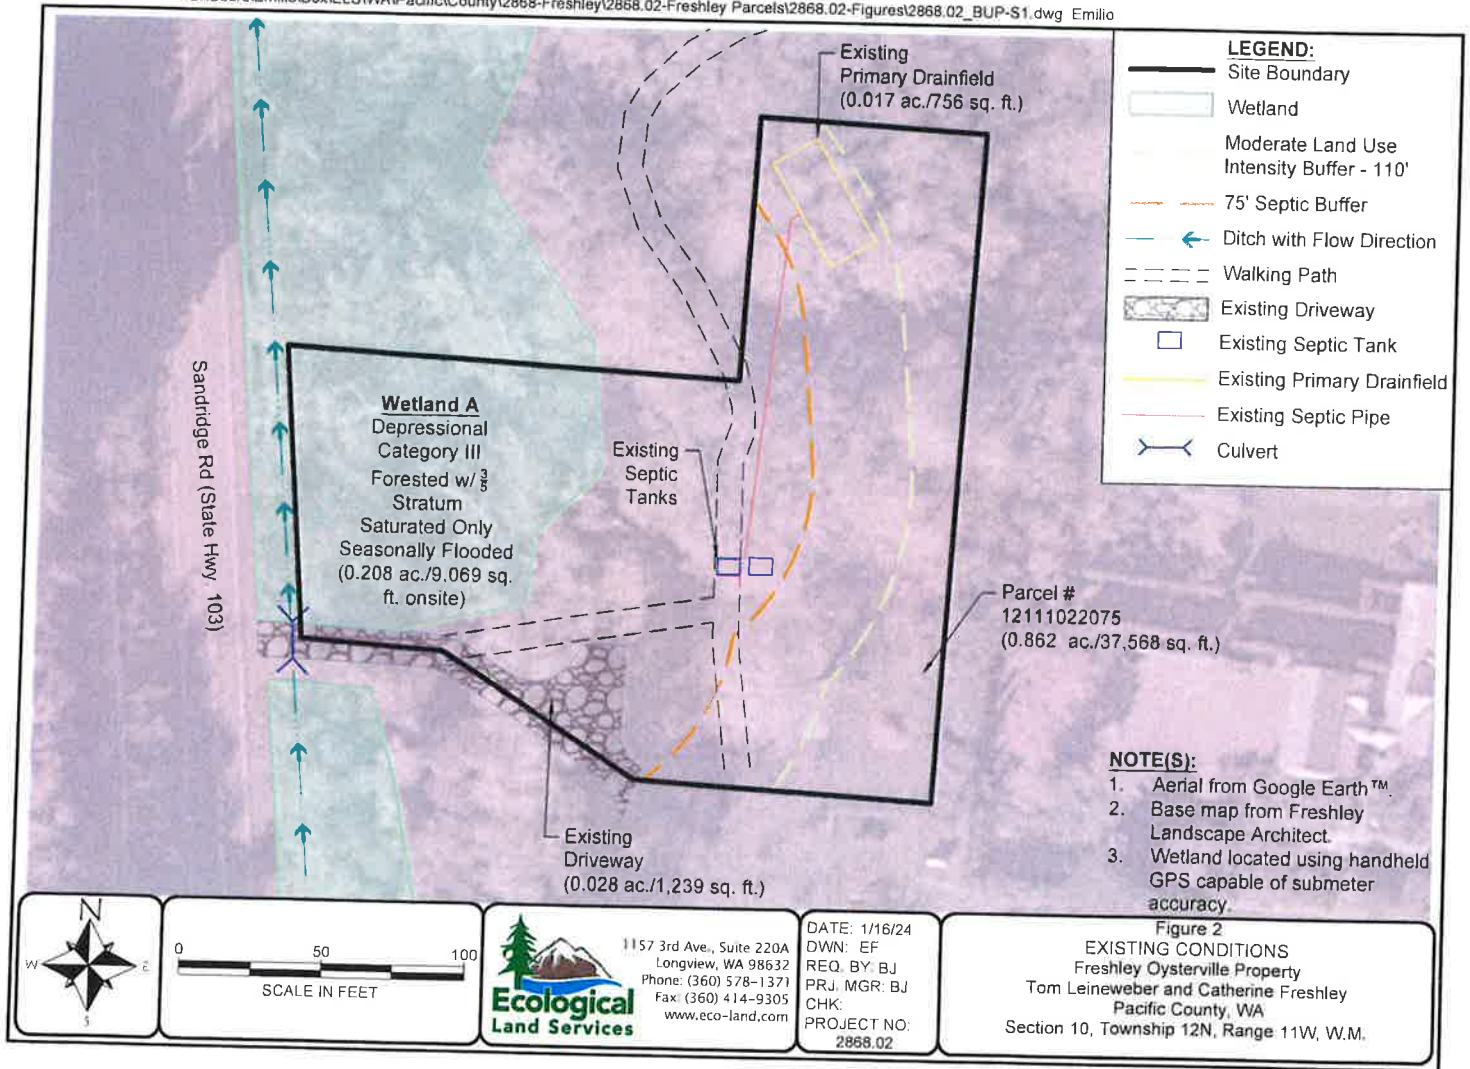 \Pacific\County\2868-Freshley\2868.02-Freshley Parcels\2868.02-Figures\2868.02_BUP-S1.dwg Emilio
Existing
Primary Drainfield
(0.017 ac./756 sq. ft.)
LEGEND:
Site Boundary
Wetland
Moderate Land Use
Intensity Buffer - 110'
75' Septic Buffer
Ditch with Flow Direction
Walking Path
Existing Driveway
Existing Septic Tank
Existing Primary Drainfield
Existing Septic Pipe
Culvert
Sandridge Rd (State Hwy 103)
Wetland A
Depressional
Category III
Forested w/ 3/5
Stratum
Saturated Only
Seasonally Flooded
(0.208 ac./9,069 sq.
ft. onsite)
Existing
Septic
Tanks
Parcel #
12111022075
(0.862 ac./37,568 sq. ft.)
Existing
Driveway
(0.028 ac./1,239 sq. ft.)
NOTE(S):
1. Aerial from Google Earth™.
2. Base map from Freshley
Landscape Architect.
3. Wetland located using handheld
GPS capable of submeter
accuracy.
N
W
E
S
0 50 100
SCALE IN FEET
Ecological
Land Services
1157 3rd Ave., Suite 220A
Longview, WA 98632
Phone: (360) 578-1371
Fax: (360) 414-9305
www.eco-land.com
DATE: 1/16/24
DWN: EF
REQ. BY: BJ
PRJ. MGR: BJ
CHK:
PROJECT NO:
2868.02
Figure 2
EXISTING CONDITIONS
Freshley Oysterville Property
Tom Leineweber and Catherine Freshley
Pacific County, WA
Section 10, Township 12N, Range 11W, W.M.